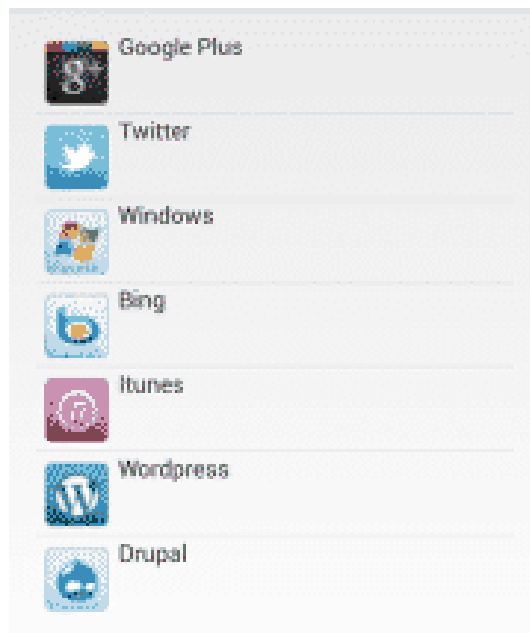 Google Plus
Twitter
Windows
Bing
Itunes
Wordpress
Drupal